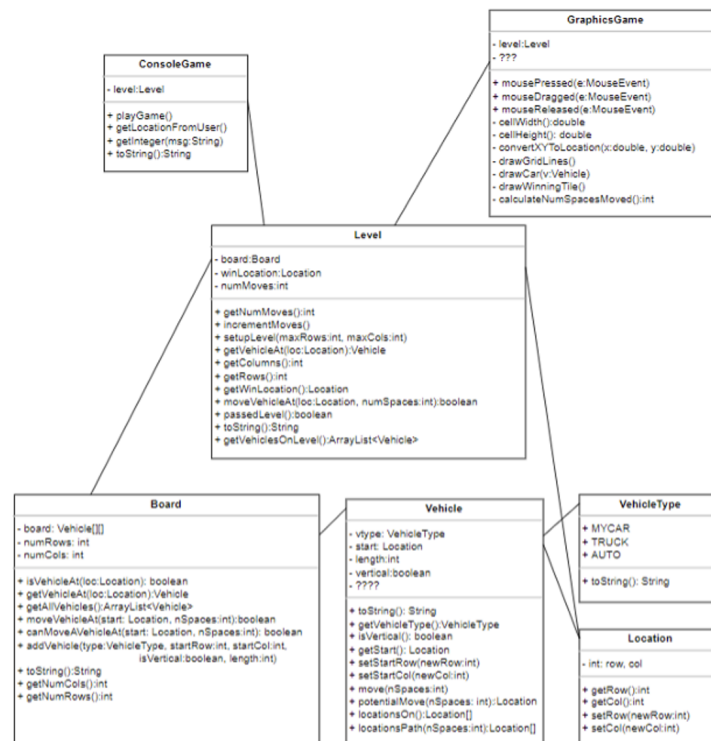 GraphicsGame
- level:Level
- ???
+ mousePressed(e:MouseEvent)
+ mouseDragged(e:MouseEvent)
+ mouseReleased(e:MouseEvent)
- cellWidth():double
- cellHeight(): double
- convertXYToLocation(x:double, y:double)
- drawGridLines()
- drawCar(v:Vehicle)
- drawWinningTile()
- calculateNumSpacesMoved():int
ConsoleGame
- level:Level
+ playGame()
+ getLocationFromUser()
+ getInteger(msg:String)
+ toString():String
Level
- board:Board
- winLocation:Location
- numMoves:int
+ getNumMoves():int
+ incrementMoves()
+ setupLevel(maxRows:int, maxCols:int)
+ getVehicleAt(loc:Location):Vehicle
+ getColumns():int
+ getRows():int
+ getWinLocation():Location
+ moveVehicleAt(loc:Location, numSpaces:int):boolean
+ passedLevel():boolean
+ toString():String
+ getVehiclesOnLevel():ArrayList<Vehicle>
Board
- board: Vehicle[][]
- numRows: int
- numCols: int
+ isVehicleAt(loc:Location): boolean
+ getVehicleAt(loc:Location):Vehicle
+ getAllVehicles():ArrayList<Vehicle>
+ moveVehicleAt(start: Location, nSpaces:int):boolean
+ canMoveAVehicleAt(start: Location, nSpaces:int): boolean
+ addVehicle(type:VehicleType, startRow:int, startCol:int,
isVertical:boolean, length:int)
+ toString():String
+ getNumCols():int
+ getNumRows():int
Vehicle
- vtype: VehicleType
- start: Location
- length:int
- vertical:boolean
- ????
+ toString(): String
+ getVehicleType():VehicleType
+ isVertical(): boolean
+ getStart(): Location
+ setStartRow(newRow:int)
+ setStartCol(newCol:int)
+ move(nSpaces:int)
+ potentialMove(nSpaces: int):Location
+ locationsOn():Location[]
+ locationsPath(nSpaces:int):Location[]
VehicleType
+ MYCAR
+ TRUCK
+ AUTO
+ toString(): String
Location
- int: row, col
+ getRow():int
+ getCol():int
+ setRow(newRow:int)
+ setCol(newCol:int)